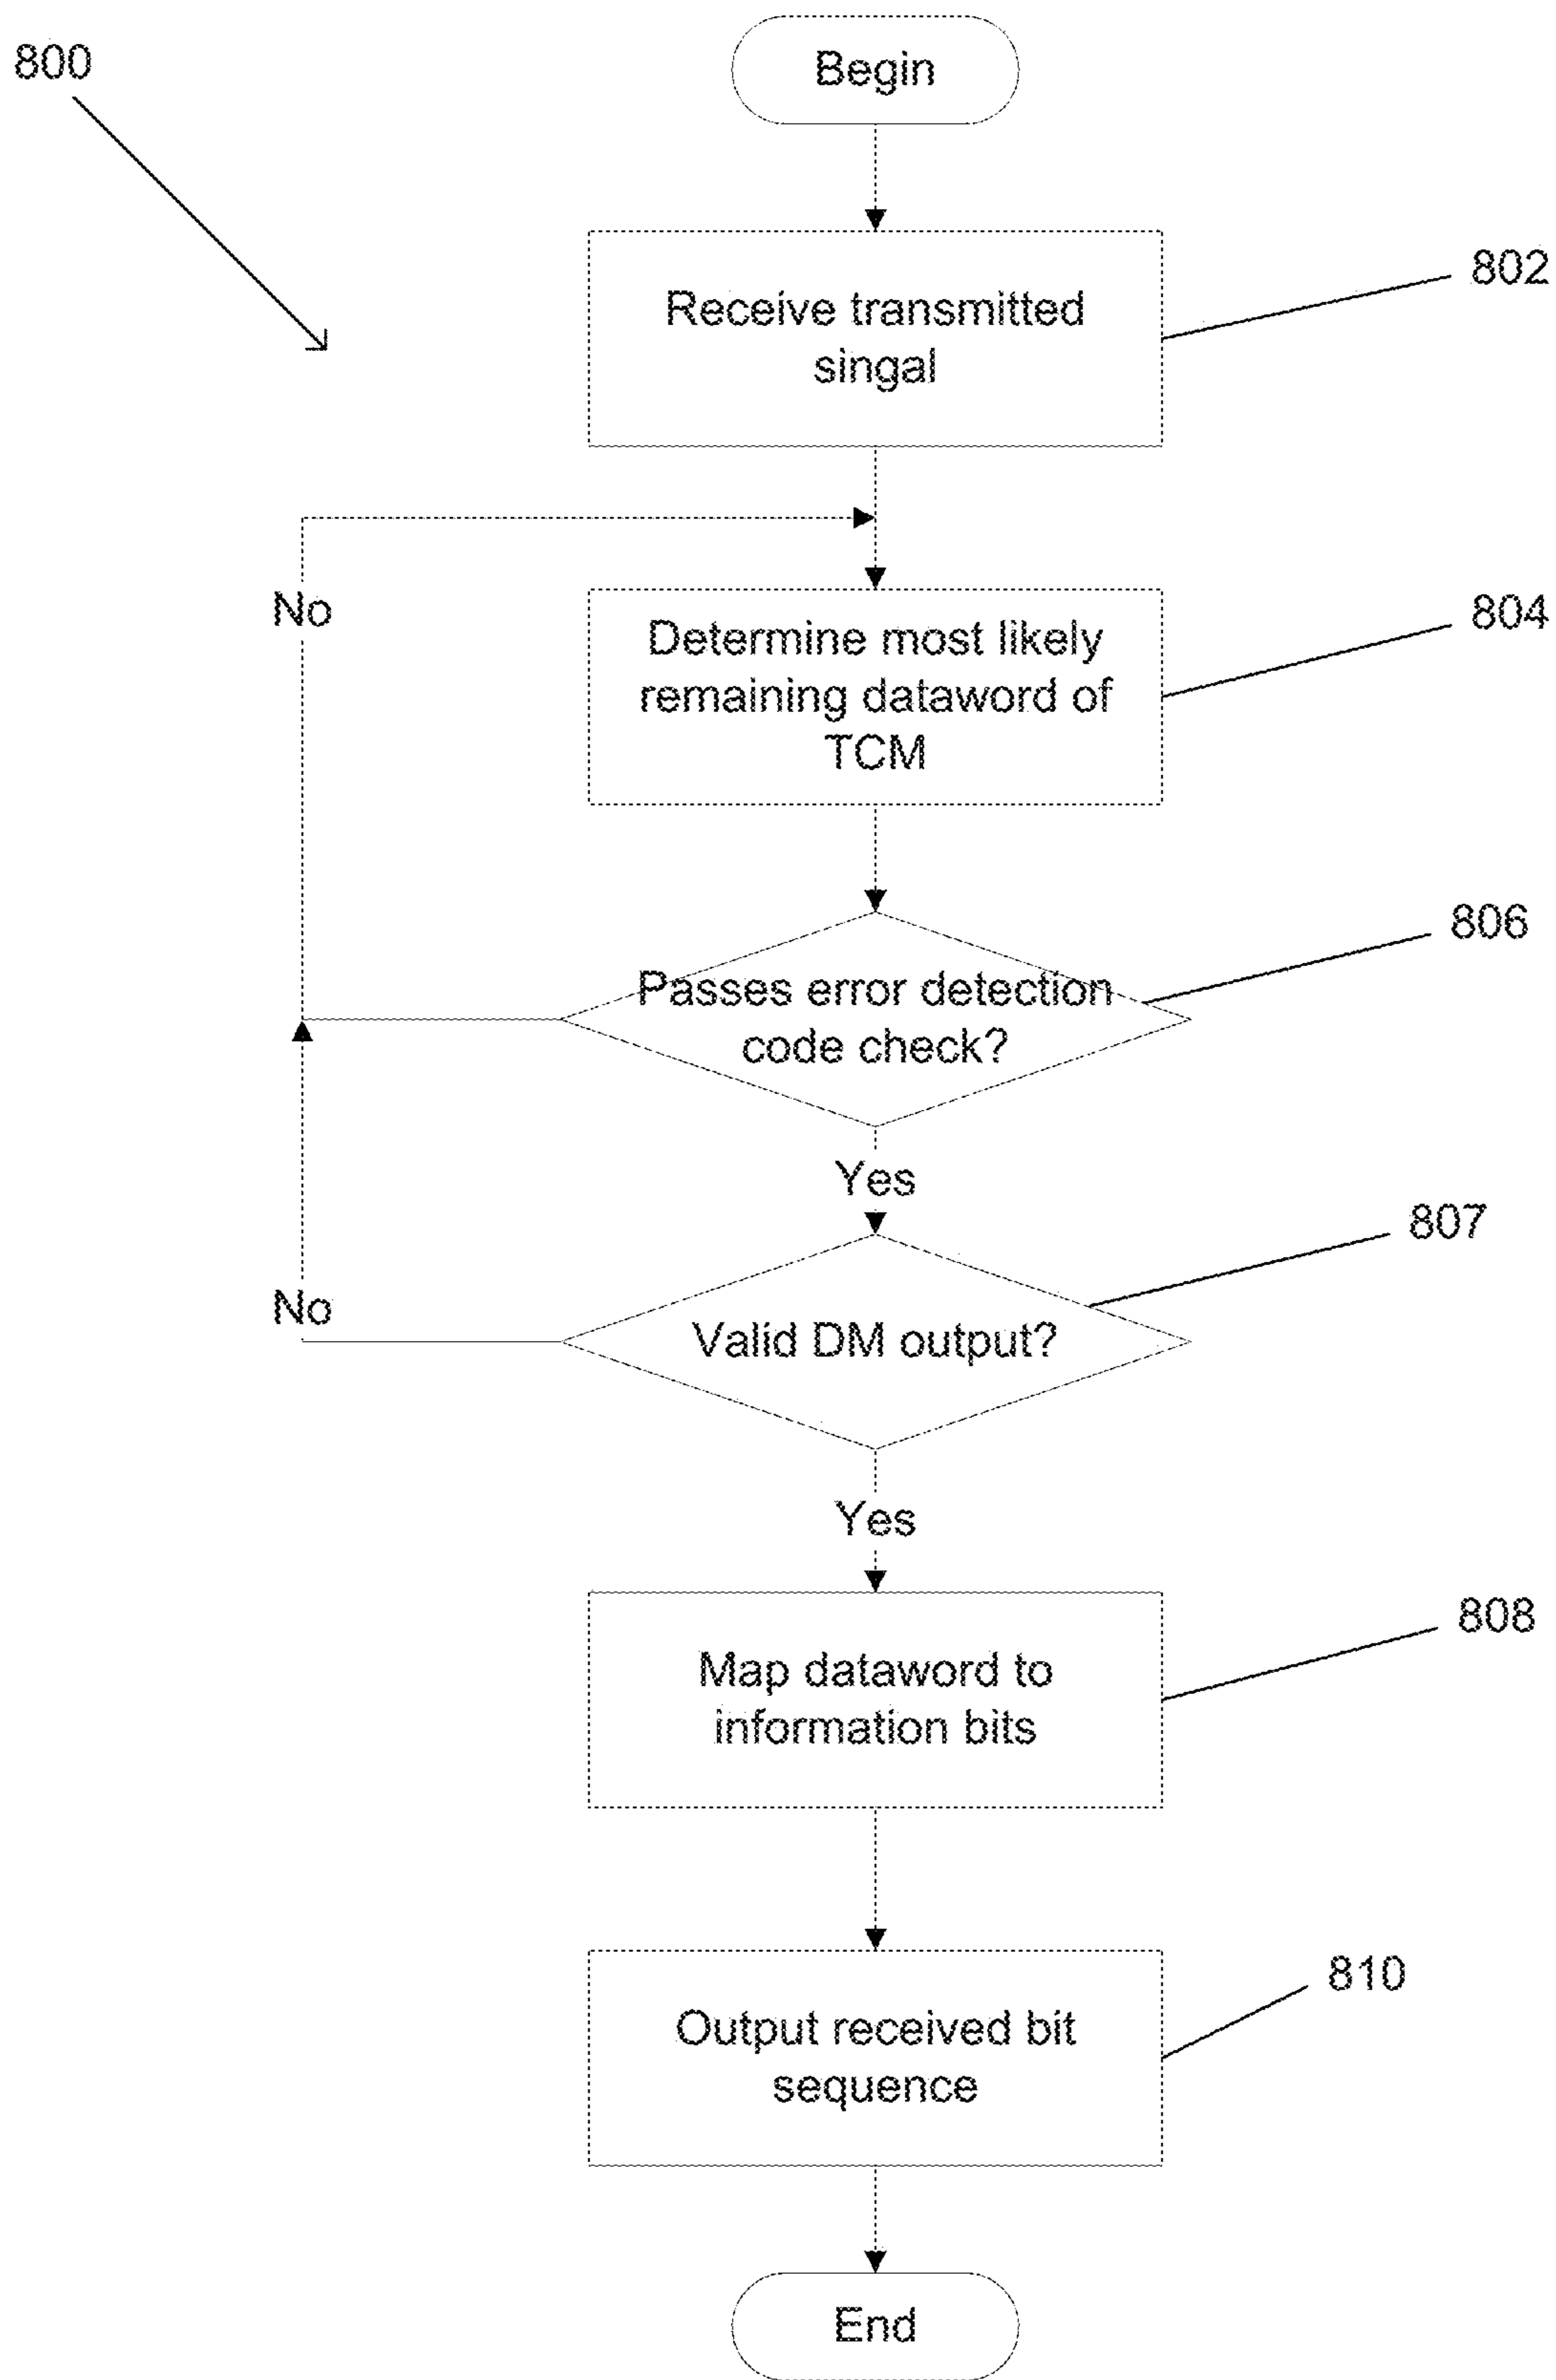 Begin
800
Receive transmitted
singal
802
No
Determine most likely
remaining dataword of
TCM
804
Passes error detection
code check?
806
Yes
807
No
Valid DM output?
Yes
Map dataword to
information bits
808
Output received bit
sequence
810
End